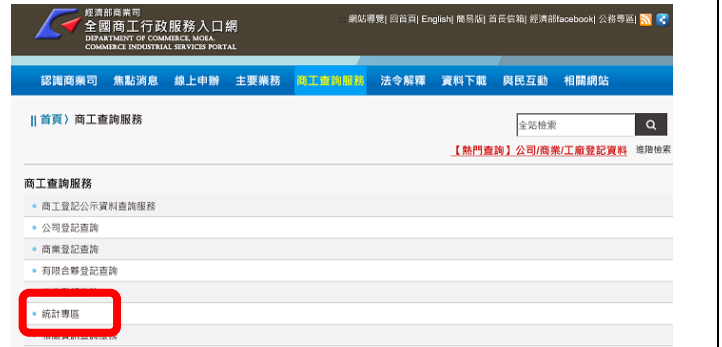 經濟部商業司
全國商工行政服務入口網
DEPARTMENT OF COMMERCE, MOEA.
COMMERCE INDUSTRIAL SERVICES PORTAL
::: 網站導覽| 回首頁| English| 簡易版| 首長信箱| 經濟部facebook| 公務專區|
認識商業司 焦點消息 線上申辦 主要業務 商工查詢服務 法令解釋 資料下載 與民互動 相關網站
|| 首頁〉商工查詢服務
全站檢索
【熱門查詢】公司/商業/工廠登記資料 進階檢索
商工查詢服務
商工登記公示資料查詢服務
公司登記查詢
商業登記查詢
有限合夥登記查詢
統計專區